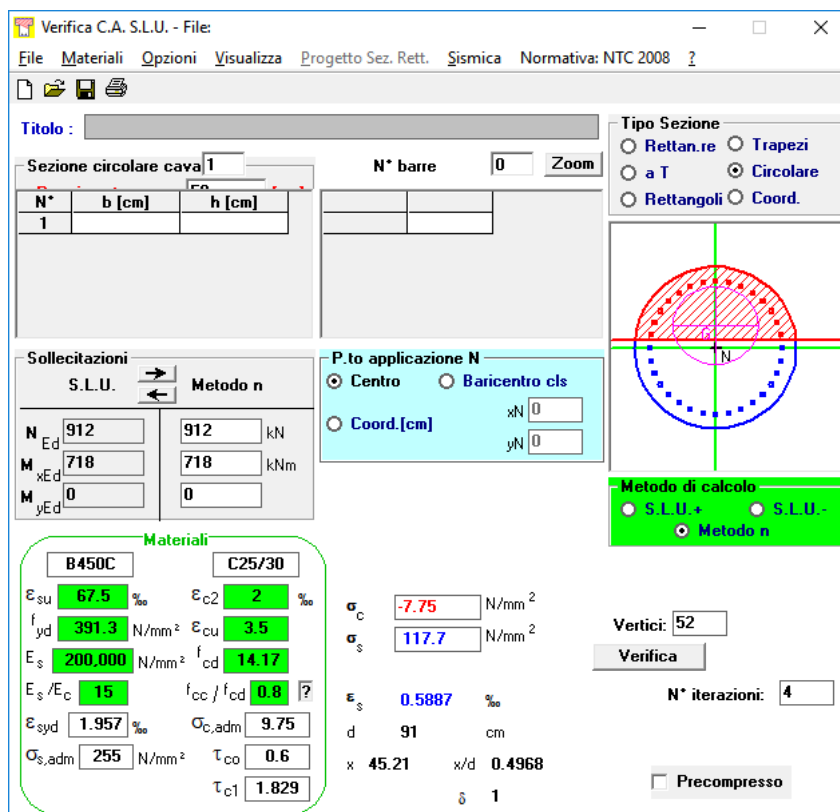 Verifica C.A. S.L.U. - File:
File Materiali Opzioni Visualizza Progetto Sez. Rett. Sismica Normativa: NTC 2008 ?
Titolo :
Sezione circolare cava 1
N° barre 0 Zoom
N° b [cm] h [cm]
1
Tipo Sezione
Rettan.re Trapezi
a T Circolare
Rettangoli Coord.
G
N
Sollecitazioni
S.L.U. Metodo n
N Ed 912 912 kN
M xEd 718 718 kNm
M yEd 0 0
P.to applicazione N
Centro Baricentro cls
Coord.[cm] xN 0
yN 0
Metodo di calcolo
S.L.U.+ S.L.U.-
Metodo n
Materiali
B450C C25/30
εsu 67.5 ‰ εc2 2 ‰
fyd 391.3 N/mm² εcu 3.5
Es 200,000 N/mm² fcd 14.17
Es /Ec 15 fcc / fcd 0.8 ?
εsyd 1.957 ‰ σc,adm 9.75
σs,adm 255 N/mm² τco 0.6
τc1 1.829
σc -7.75 N/mm²
σs 117.7 N/mm²
εs 0.5887 ‰
d 91 cm
x 45.21 x/d 0.4968
δ 1
Vertici: 52
Verifica
N° iterazioni: 4
Precompresso